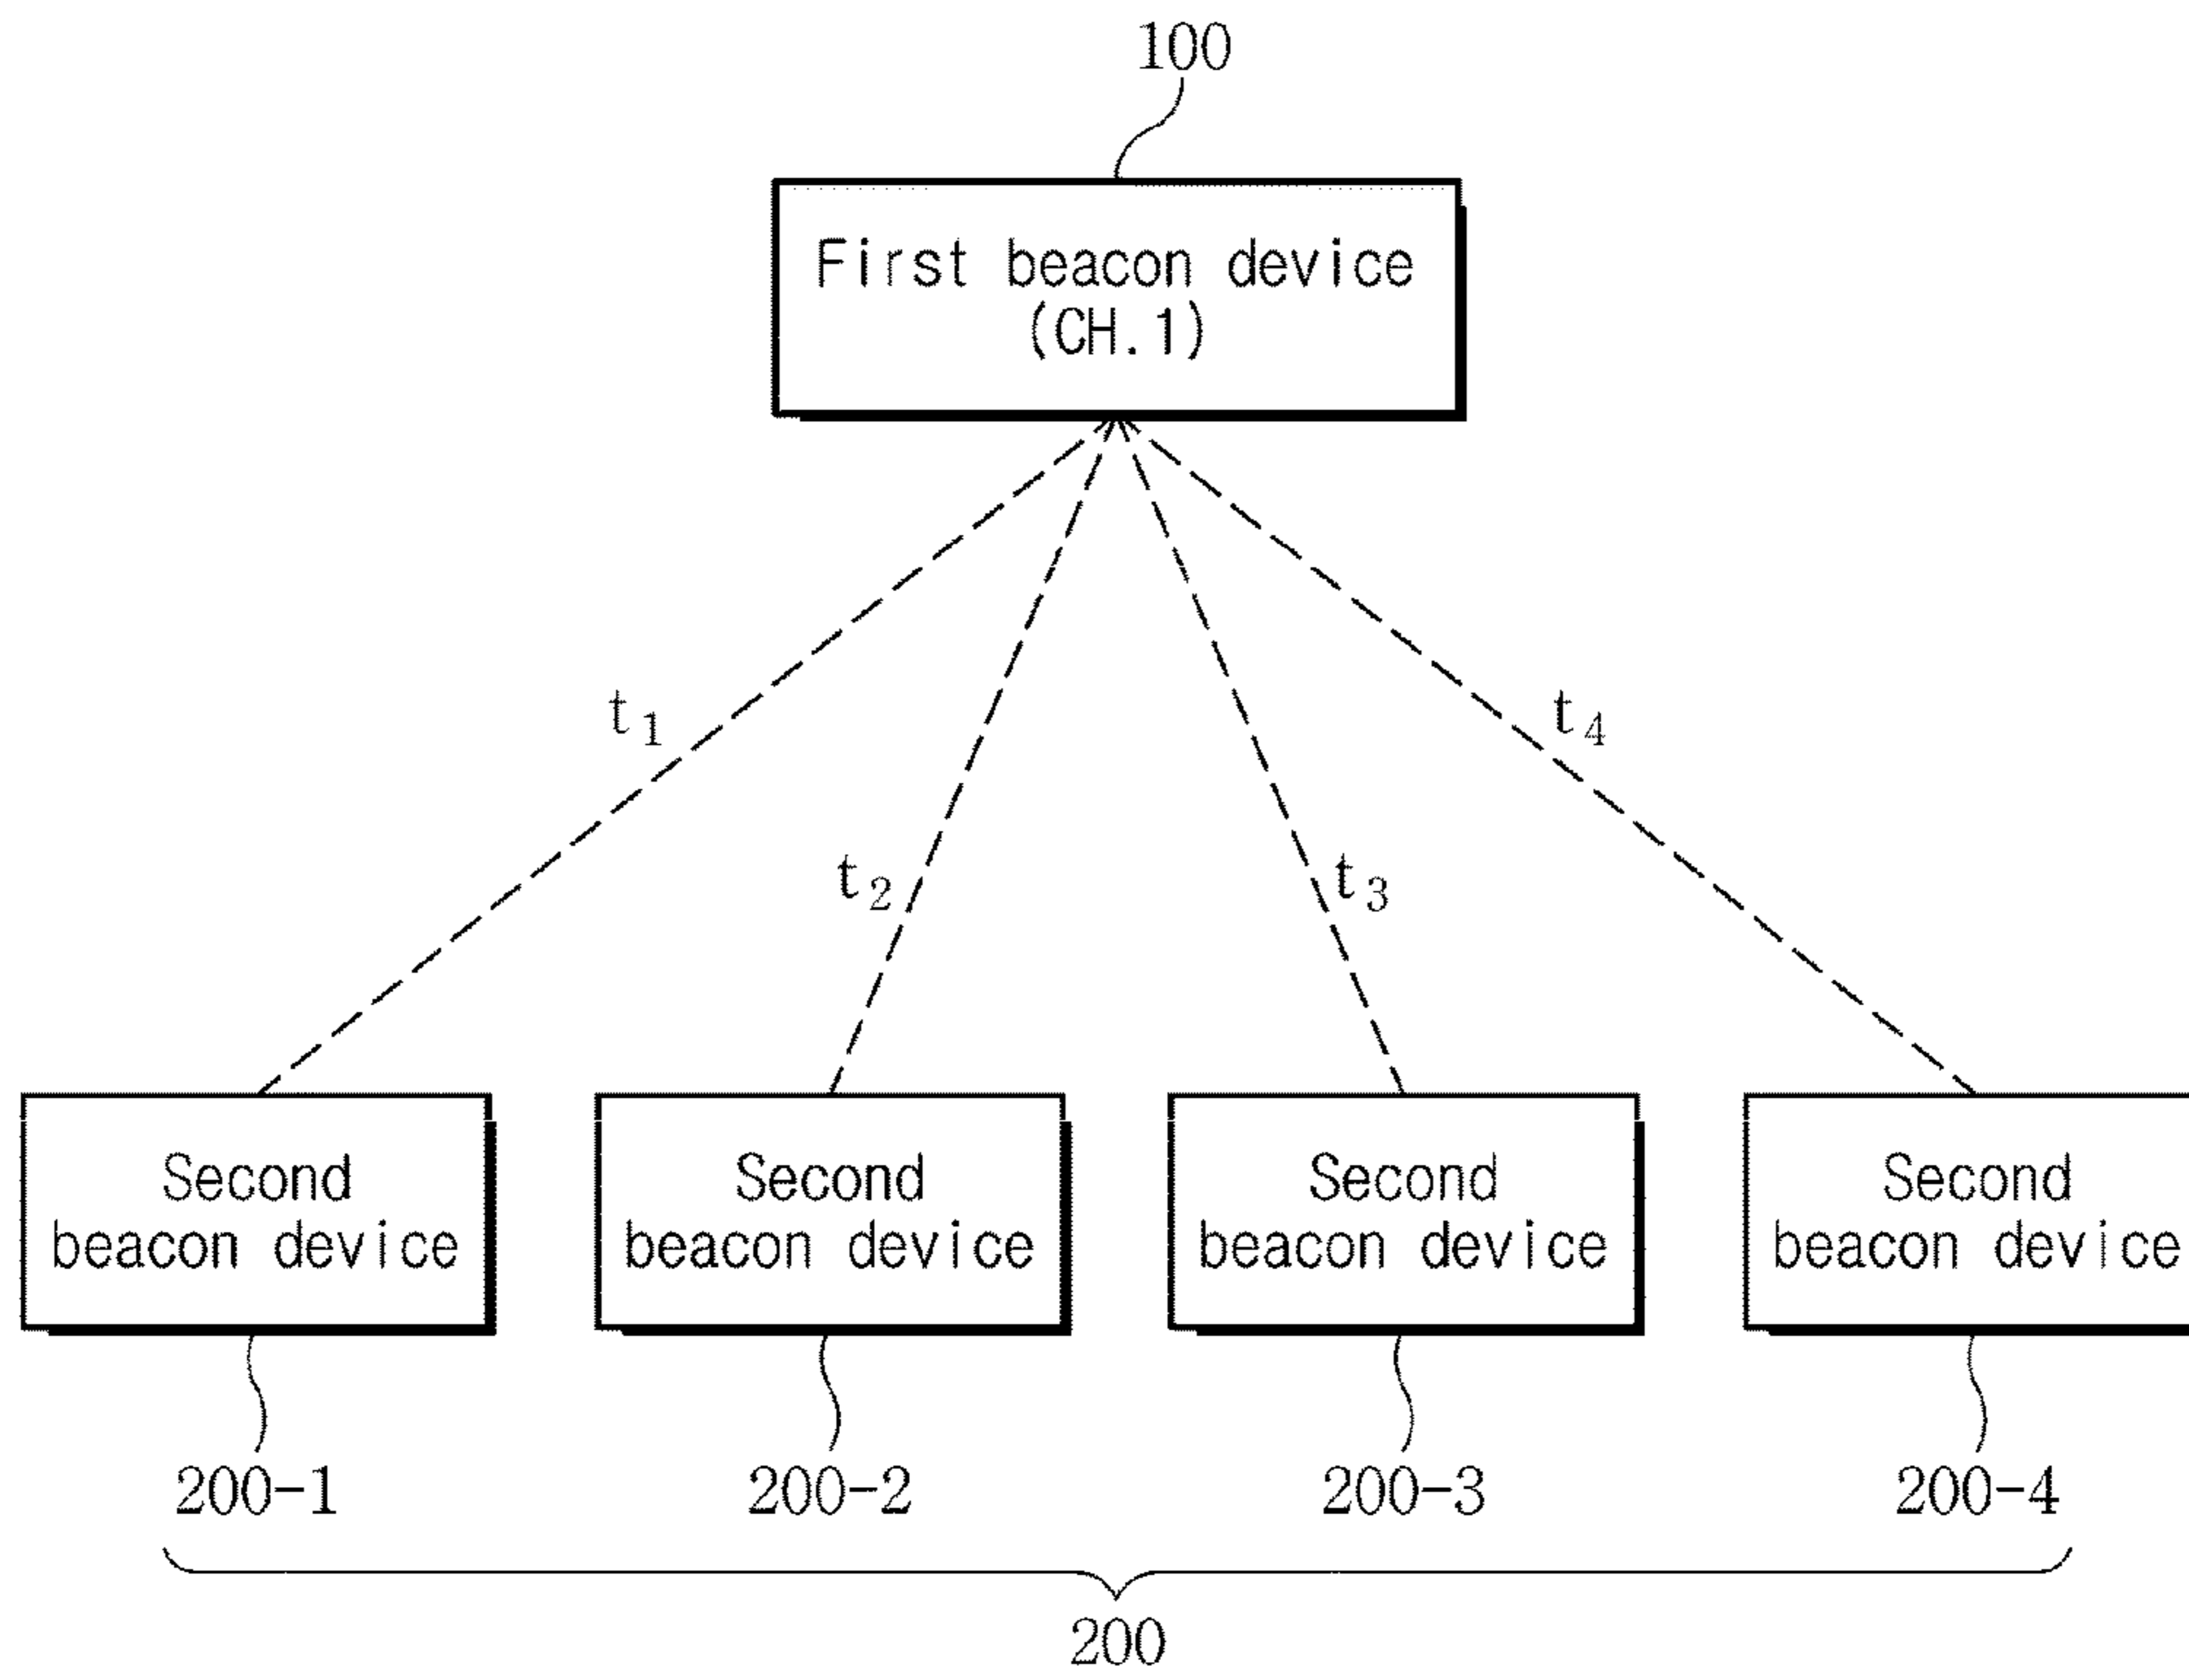 100
First beacon device
(CH.1)
t1
t4
t2
t3
Second
beacon device
Second
beacon device
Second
beacon device
Second
beacon device
200-1
200-2
200-3
200-4
200